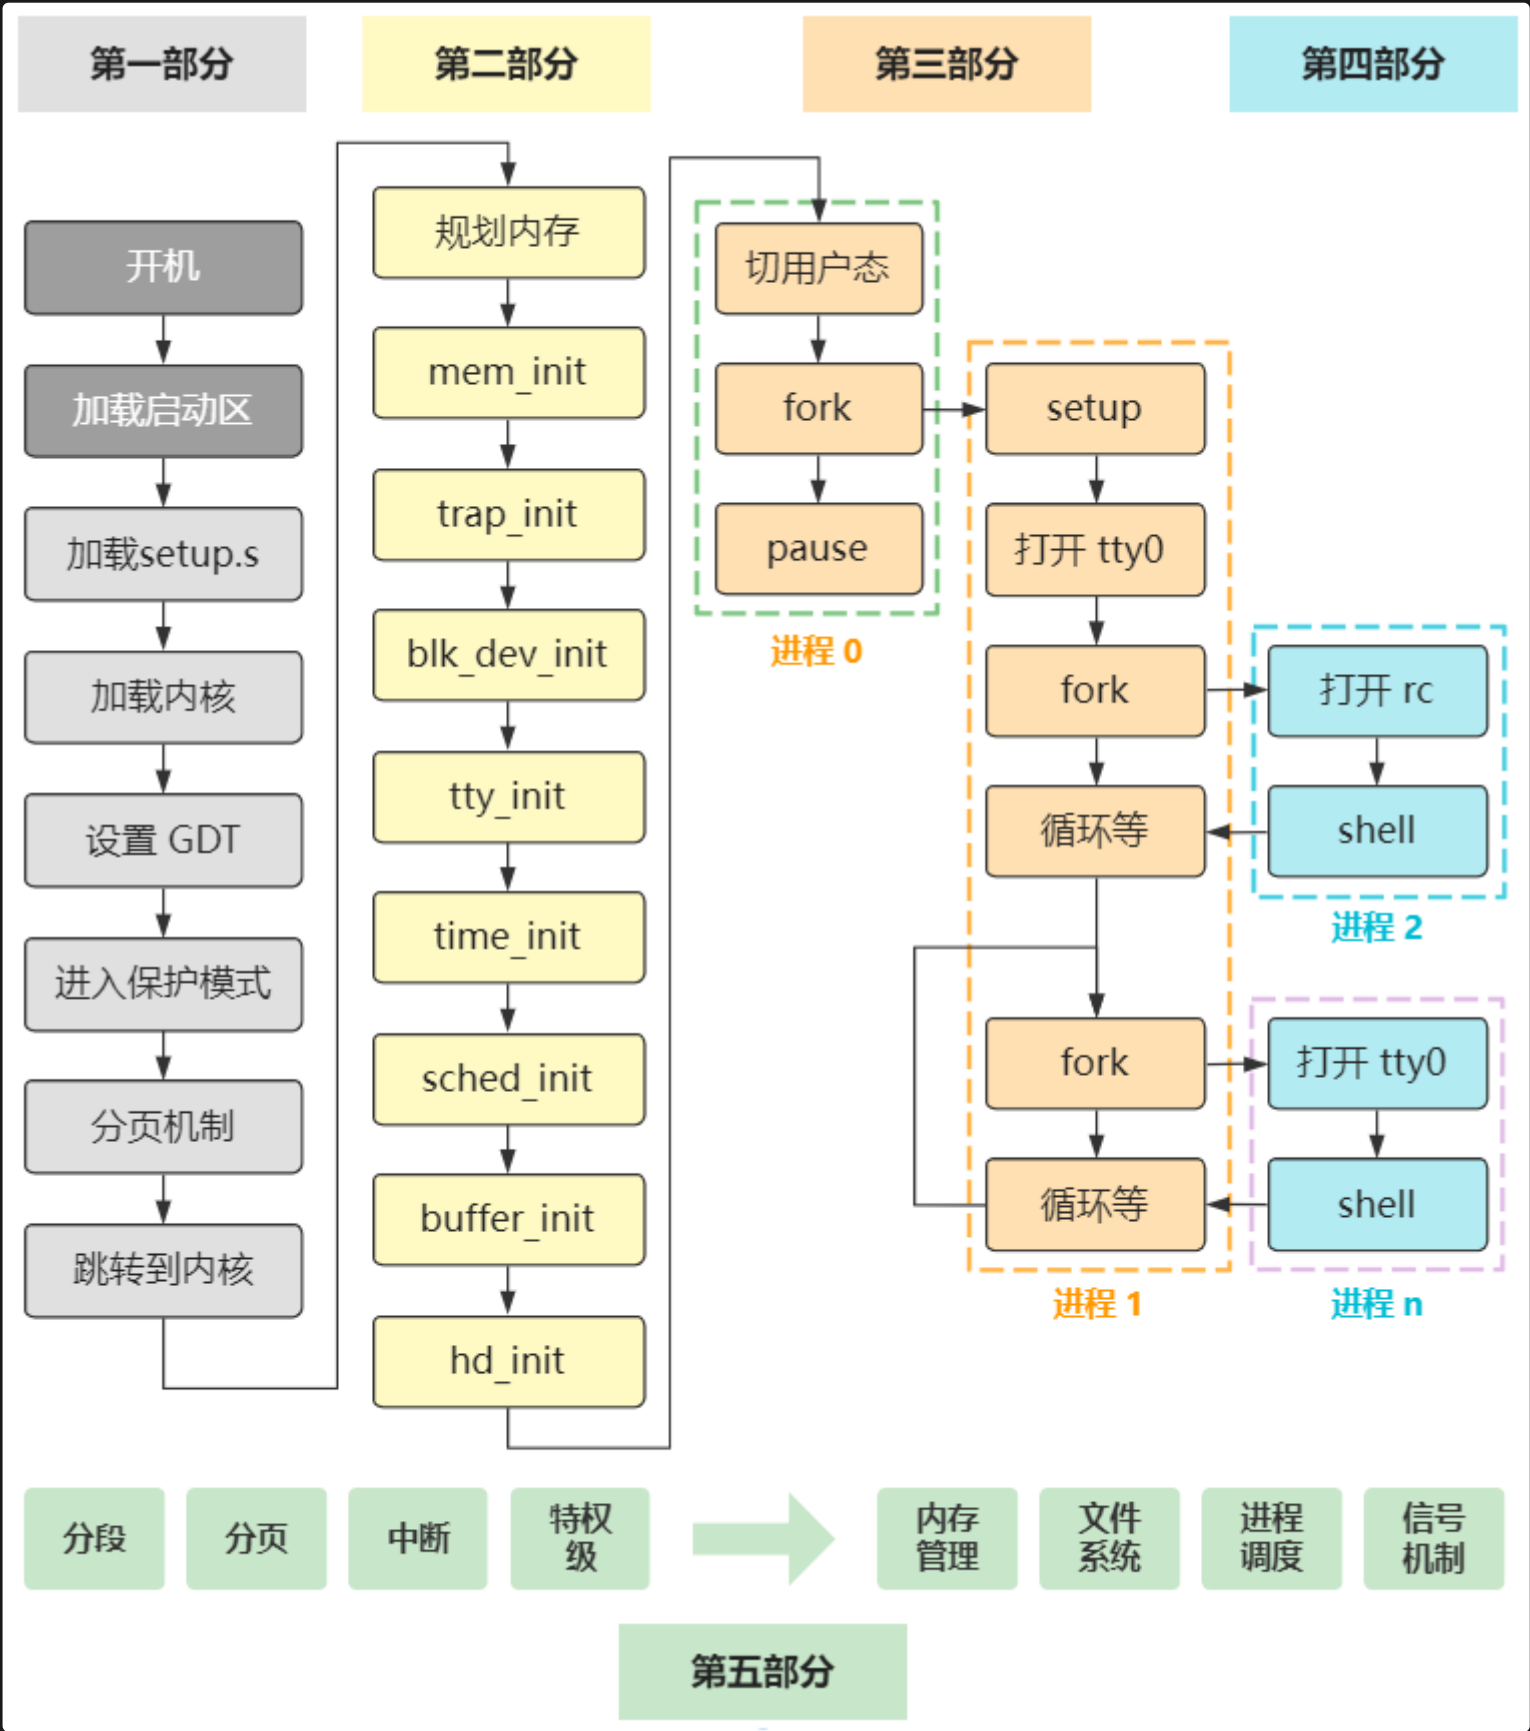 第一部分
第二部分
第三部分
第四部分
开机
加载启动区
加载setup.s
加载内核
设置 GDT
进入保护模式
分页机制
跳转到内核
规划内存
mem_init
trap_init
blk_dev_init
tty_init
time_init
sched_init
buffer_init
hd_init
切用户态
fork
pause
进程 0
setup
打开 tty0
fork
循环等
fork
循环等
进程 1
打开 rc
shell
进程 2
打开 tty0
shell
进程 n
分段
分页
中断
特权
级
内存
管理
文件
系统
进程
调度
信号
机制
第五部分